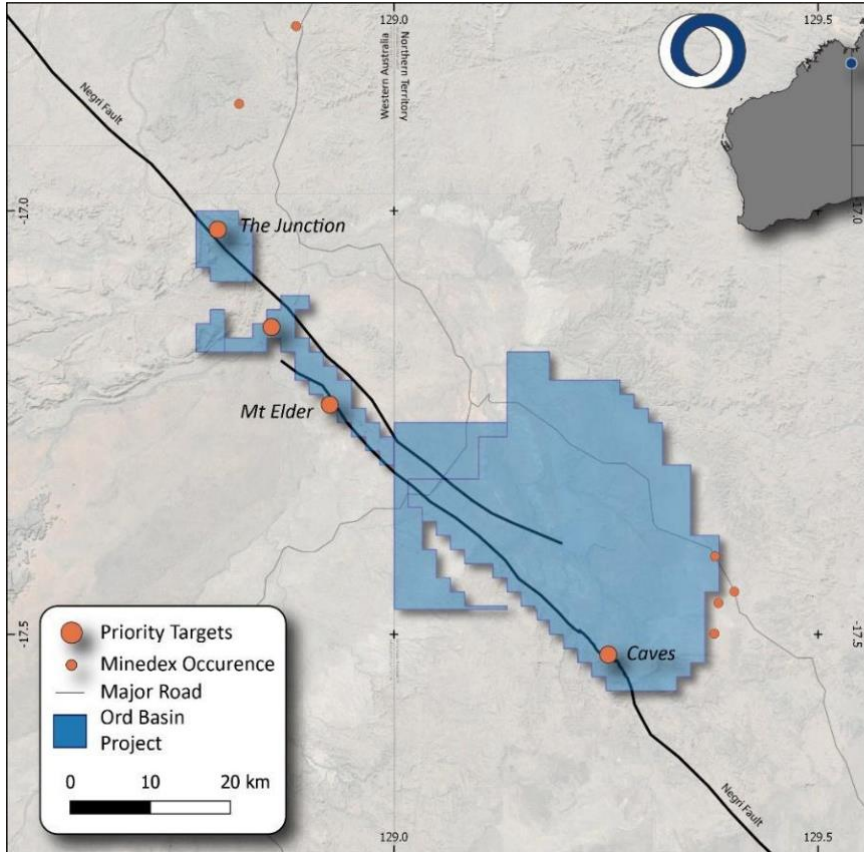 129.0
129.5
Western Australia
Northern Territory
Negri Fault
-17.0
-17.0
The Junction
Mt Elder
-17.5
-17.5
Caves
Priority Targets
Minedex Occurence
Major Road
Ord Basin
Project
0 10 20 km
Negri Fault
129.0
129.5